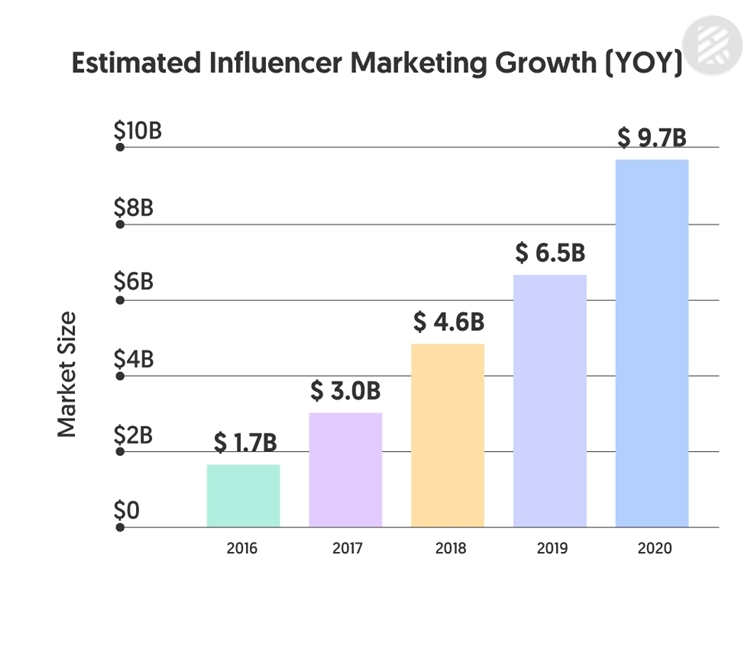 Estimated Influencer Marketing Growth (YOY)
$10B
$ 9.7B
$8B
$ 6.5B
$6B
$ 4.6B
$4B
$ 3.0B
$2B
$ 1.7B
$0
Market Size
2016 2017 2018 2019 2020